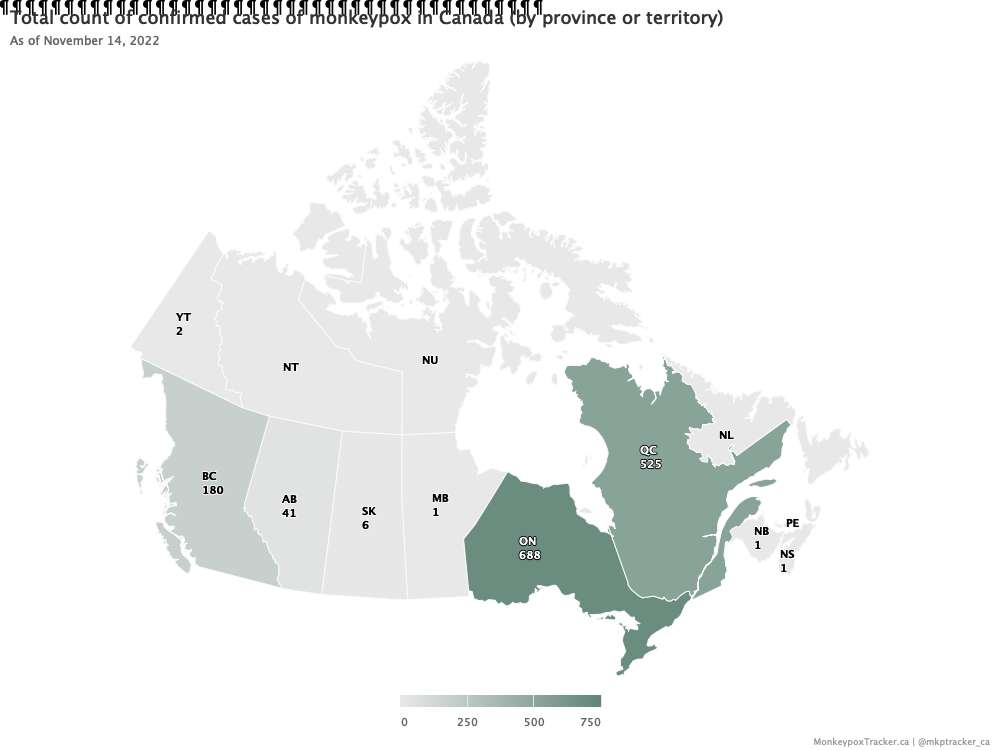 ¶¶¶¶¶¶¶¶¶¶¶¶¶¶¶¶¶¶¶¶¶¶¶¶¶¶¶¶¶¶¶¶¶¶¶¶¶¶¶¶¶¶
Total count of confirmed cases of monkeypox in Canada (by province or territory)
As of November 14, 2022
YT
2
NT
NU
BC
180
AB
41
SK
6
MB
1
ON
688
QC
525
NL
NB
1
PE
NS
1
0 250 500 750
MonkeypoxTracker.ca | @mkptracker_ca